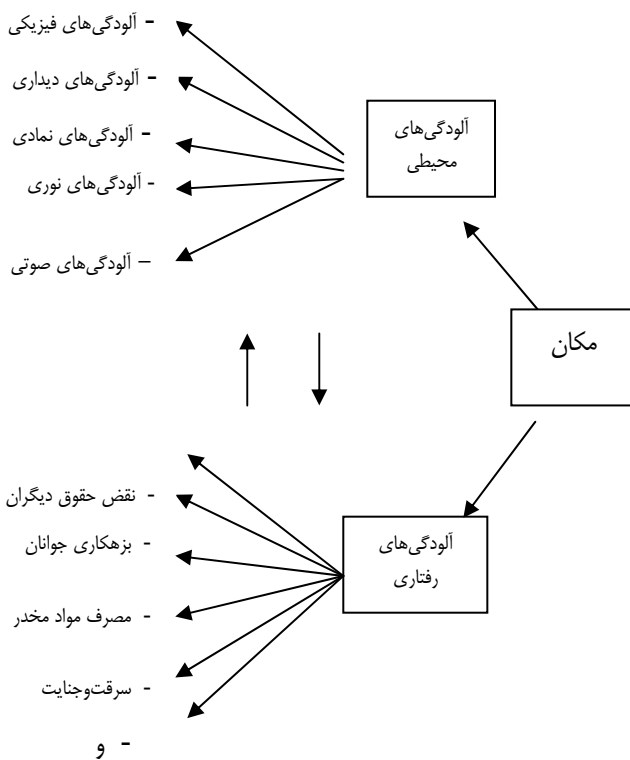 مکان
آلودگی‌های
محیطی
- آلودگی‌های فیزیکی
- آلودگی‌های دیداری
- آلودگی‌های نمادی
- آلودگی‌های نوری
– آلودگی‌های صوتی
آلودگی‌های
رفتاری
- نقض حقوق دیگران
- بزهکاری جوانان
- مصرف مواد مخدر
- سرقت‌وجنایت
- و